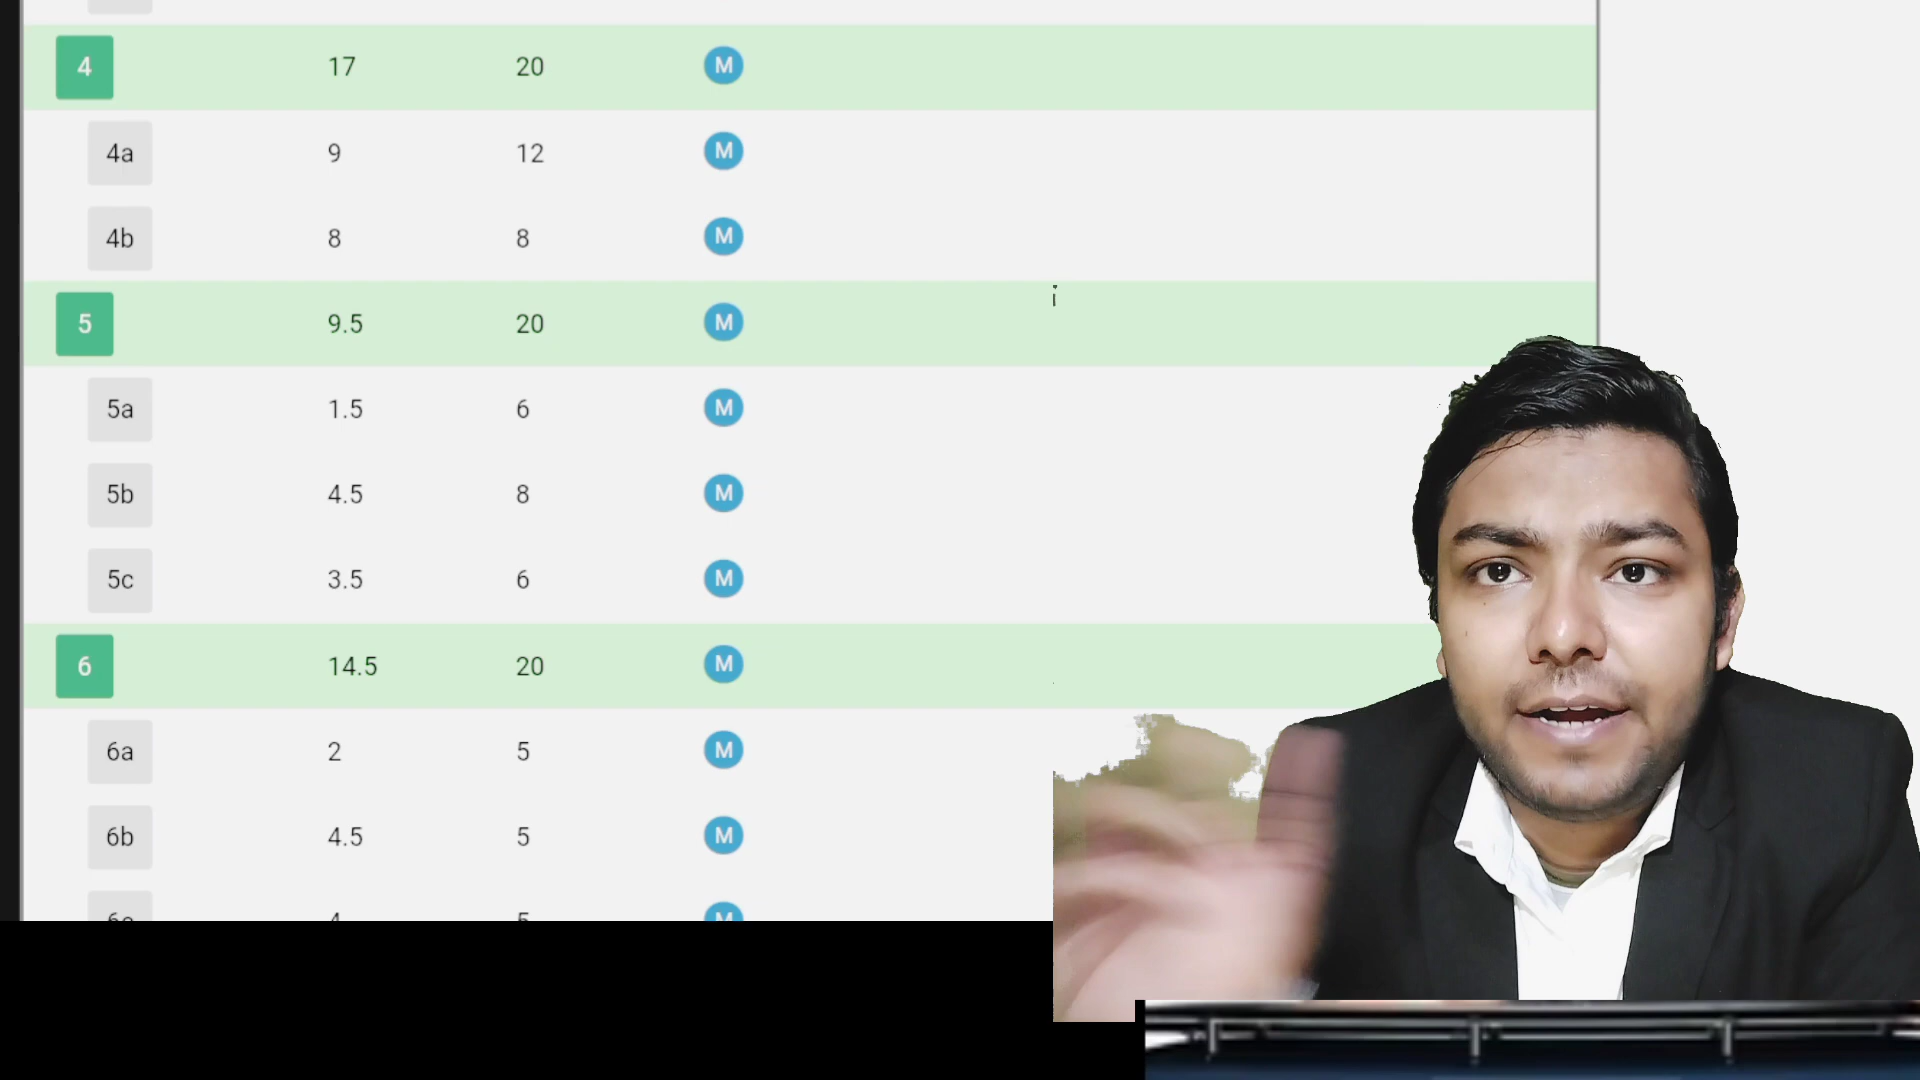 4 17 20 M
4a 9 12 M
4b 8 8 M
5 9.5 20 M
5a 1.5 6 M
5b 4.5 8 M
5c 3.5 6 M
6 14.5 20 M
6a 2 5 M
6b 4.5 5 M